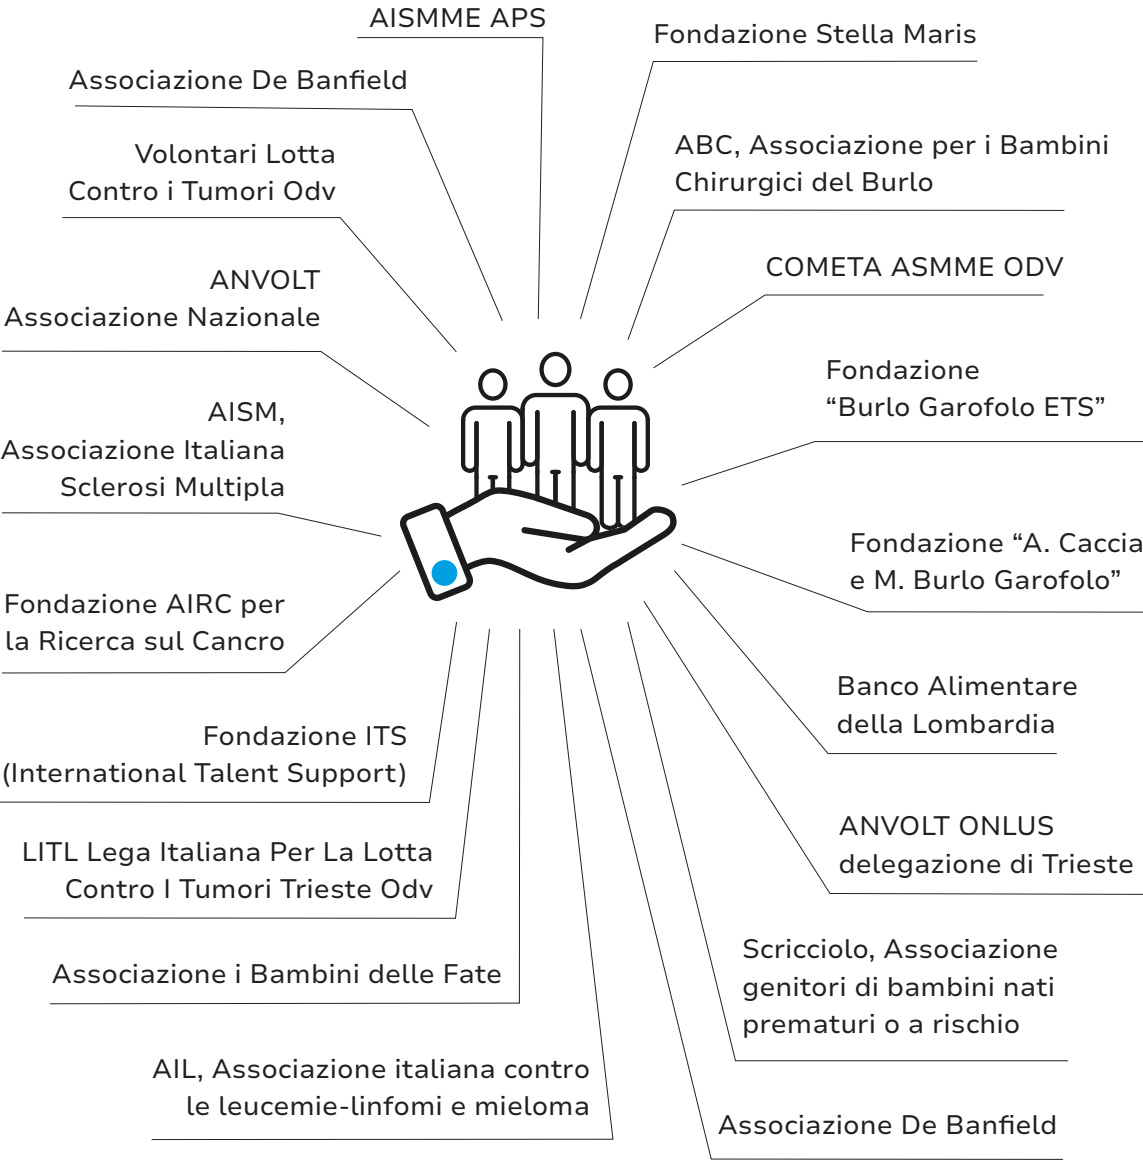 AISMME APS
Fondazione Stella Maris
Associazione De Banfield
Volontari Lotta
Contro i Tumori Odv
ABC, Associazione per i Bambini
Chirurgici del Burlo
ANVOLT
Associazione Nazionale
COMETA ASMME ODV
Fondazione
“Burlo Garofolo ETS”
AISM,
Associazione Italiana
Sclerosi Multipla
Fondazione “A. Caccia
e M. Burlo Garofolo”
Fondazione AIRC per
la Ricerca sul Cancro
Banco Alimentare
della Lombardia
Fondazione ITS
(International Talent Support)
ANVOLT ONLUS
delegazione di Trieste
LITL Lega Italiana Per La Lotta
Contro I Tumori Trieste Odv
Scricciolo, Associazione
genitori di bambini nati
prematuri o a rischio
Associazione i Bambini delle Fate
AIL, Associazione italiana contro
le leucemie-linfomi e mieloma
Associazione De Banfield